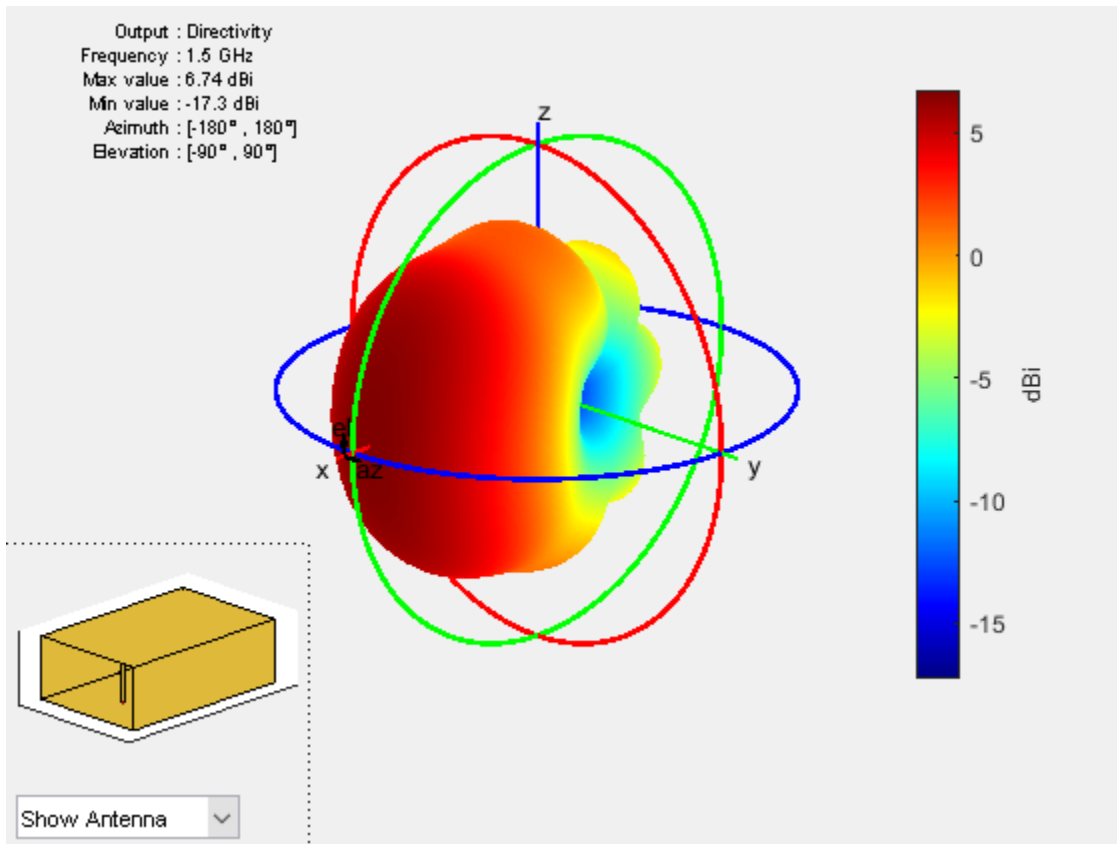 Output : Directivity
Frequency : 1.5 GHz
Max value : 6.74 dBi
Min value : -17.3 dBi
Azimuth : [-180° , 180°]
Elevation : [-90° , 90°]
z
5
0
-5
dBi
-10
-15
el
x
az
y
Show Antenna